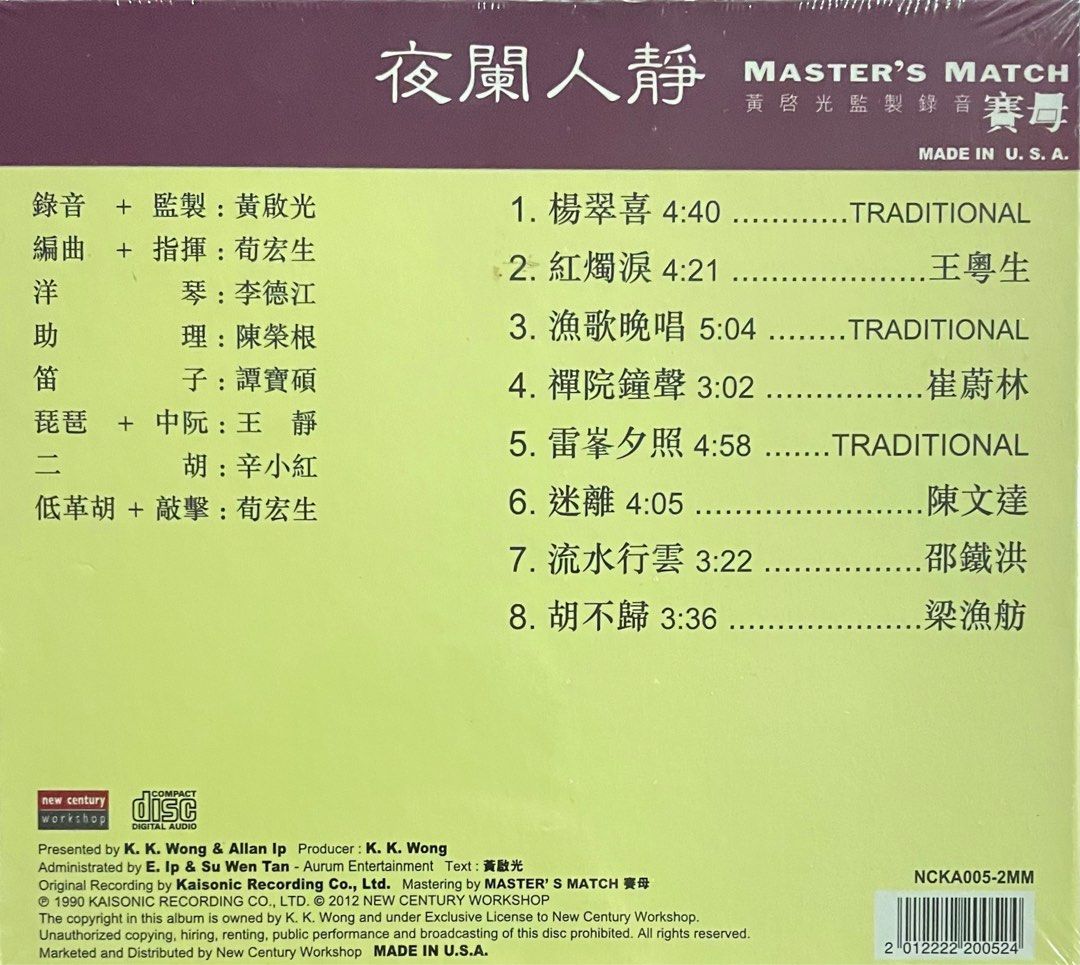 夜闌人靜
MASTER'S MATCH
黃啓光監製錄音 賽母
MADE IN U. S. A.
錄音 + 監製 : 黃啟光
編曲 + 指揮 : 荀宏生
洋 琴 : 李德江
助 理 : 陳榮根
笛 子 : 譚寶碩
琵琶 + 中阮 : 王 靜
二 胡 : 辛小紅
低革胡 + 敲擊 : 荀宏生
1. 楊翠喜 4:40 ............TRADITIONAL
2. 紅燭淚 4:21 ....................王粵生
3. 漁歌晚唱 5:04 ........TRADITIONAL
4. 禪院鐘聲 3:02 ................崔蔚林
5. 雷峯夕照 4:58 .......TRADITIONAL
6. 迷離 4:05 .......................陳文達
7. 流水行雲 3:22 ................邵鐵洪
8. 胡不歸 3:36 ....................梁漁舫
new century
workshop
COMPACT
disc
DIGITAL AUDIO
Presented by K. K. Wong & Allan Ip Producer : K. K. Wong
Administrated by E. Ip & Su Wen Tan - Aurum Entertainment Text : 黃啟光
Original Recording by Kaisonic Recording Co., Ltd. Mastering by MASTER' S MATCH 賽母
℗ 1990 KAISONIC RECORDING CO., LTD. © 2012 NEW CENTURY WORKSHOP
The copyright in this album is owned by K. K. Wong and under Exclusive License to New Century Workshop.
Unauthorized copying, hiring, renting, public performance and broadcasting of this disc prohibited. All rights reserved.
Marketed and Distributed by New Century Workshop MADE IN U.S.A.
NCKA005-2MM
2 012222 200524